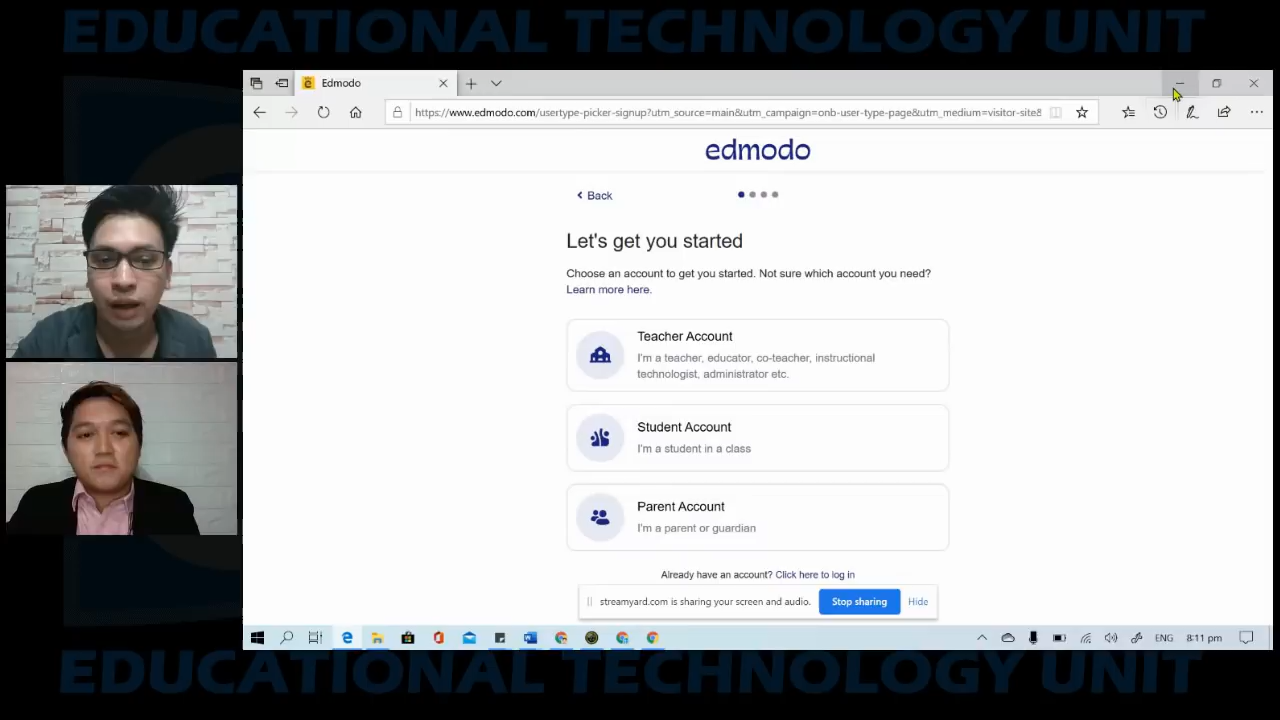 EDUCATIONAL TECHNOLOGY UNIT
Edmodo
https://www.edmodo.com/usertype-picker-signup?utm_source=main&utm_campaign=onb-user-type-page&utm_medium=visitor-site&
edmodo
Back
Let's get you started
Choose an account to get you started. Not sure which account you need?
Learn more here.
Teacher Account
I'm a teacher, educator, co-teacher, instructional
technologist, administrator etc.
Student Account
I'm a student in a class
Parent Account
I'm a parent or guardian
Already have an account? Click here to log in
streamyard.com is sharing your screen and audio. Stop sharing Hide
ENG 8:11 pm
EDUCATIONAL TECHNOLOGY UNIT